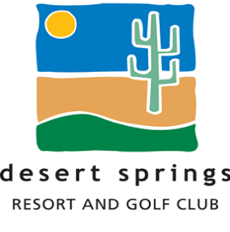 desert springs
RESORT AND GOLF CLUB